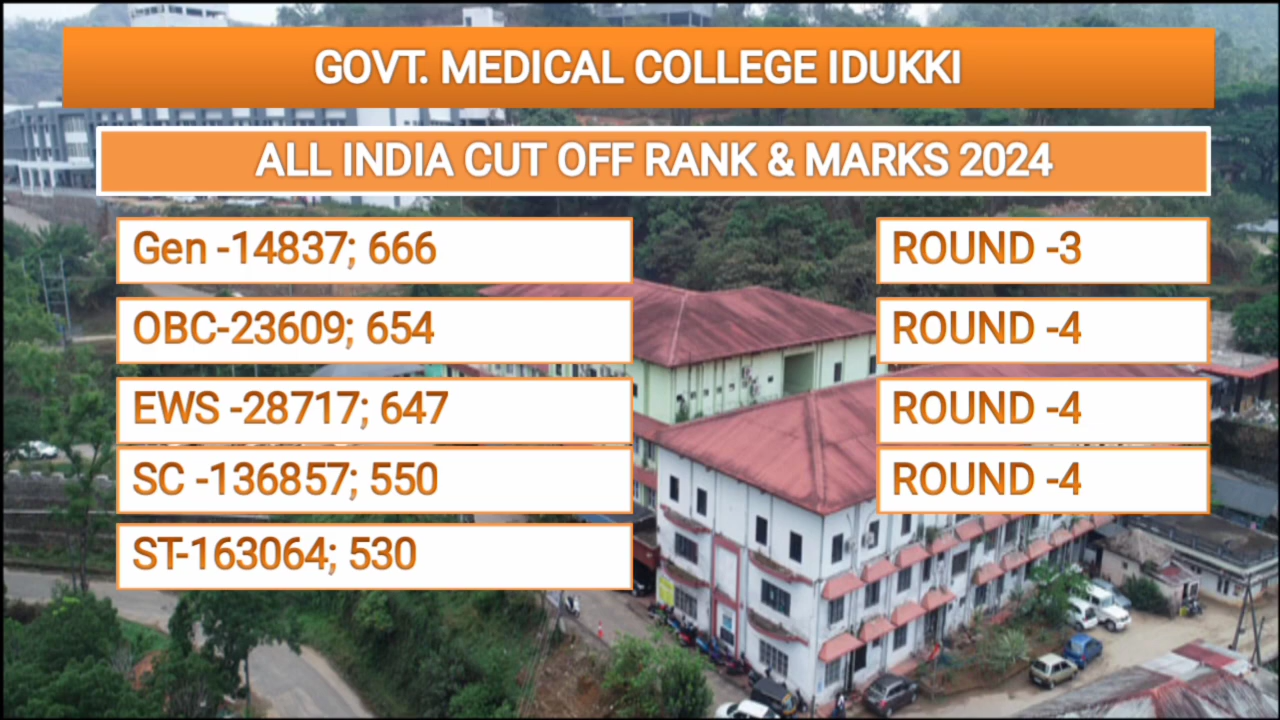 GOVT. MEDICAL COLLEGE IDUKKI
ALL INDIA CUT OFF RANK & MARKS 2024
Gen -14837; 666
ROUND -3
OBC-23609; 654
ROUND -4
EWS -28717; 647
ROUND -4
SC -136857; 550
ROUND -4
ST-163064; 530